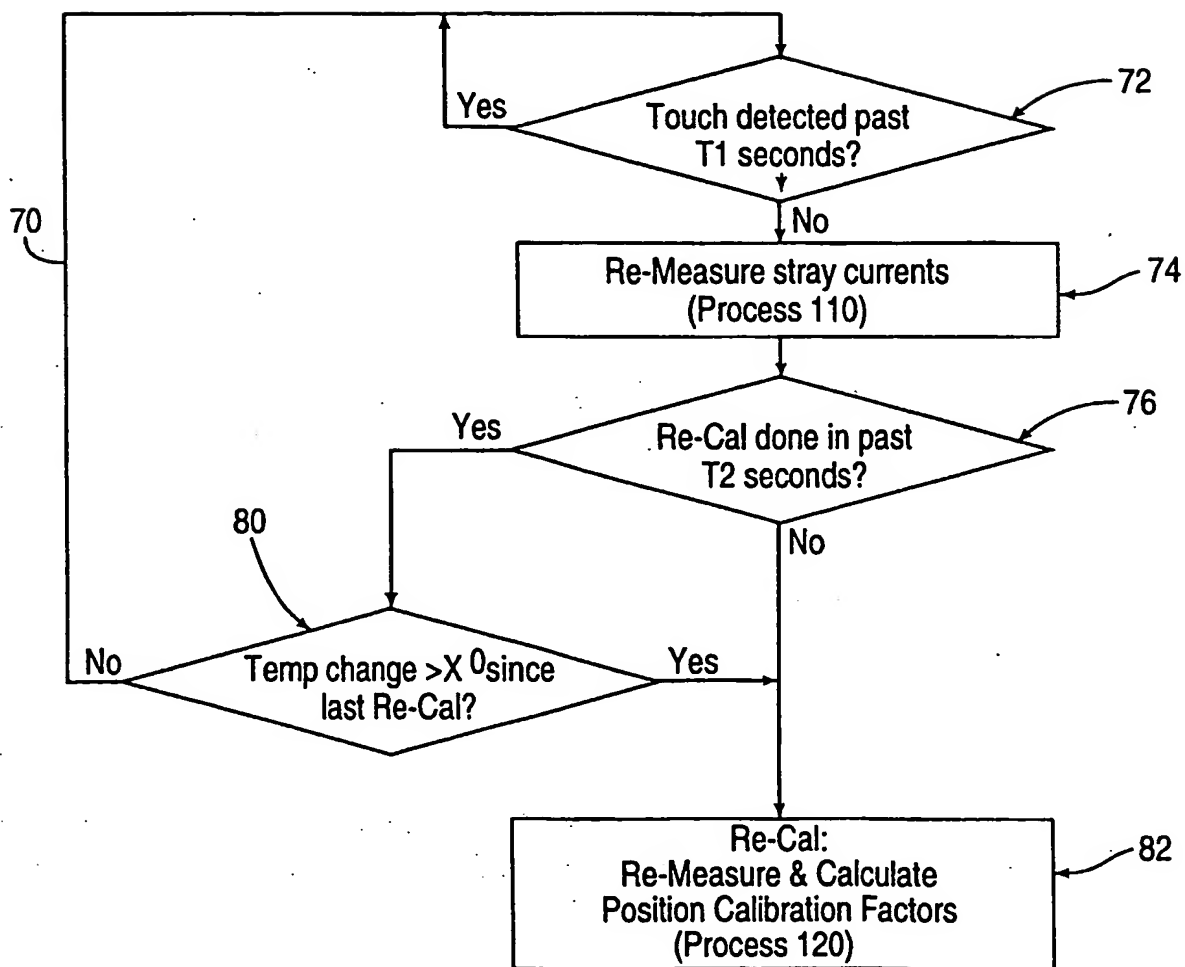 72
Yes
Touch detected past
T1 seconds?
70
No
Re-Measure stray currents
(Process 110)
74
76
Yes
Re-Cal done in past
T2 seconds?
80
No
No
Temp change >X ⁰since
last Re-Cal?
Yes
Re-Cal:
Re-Measure & Calculate
Position Calibration Factors
(Process 120)
82